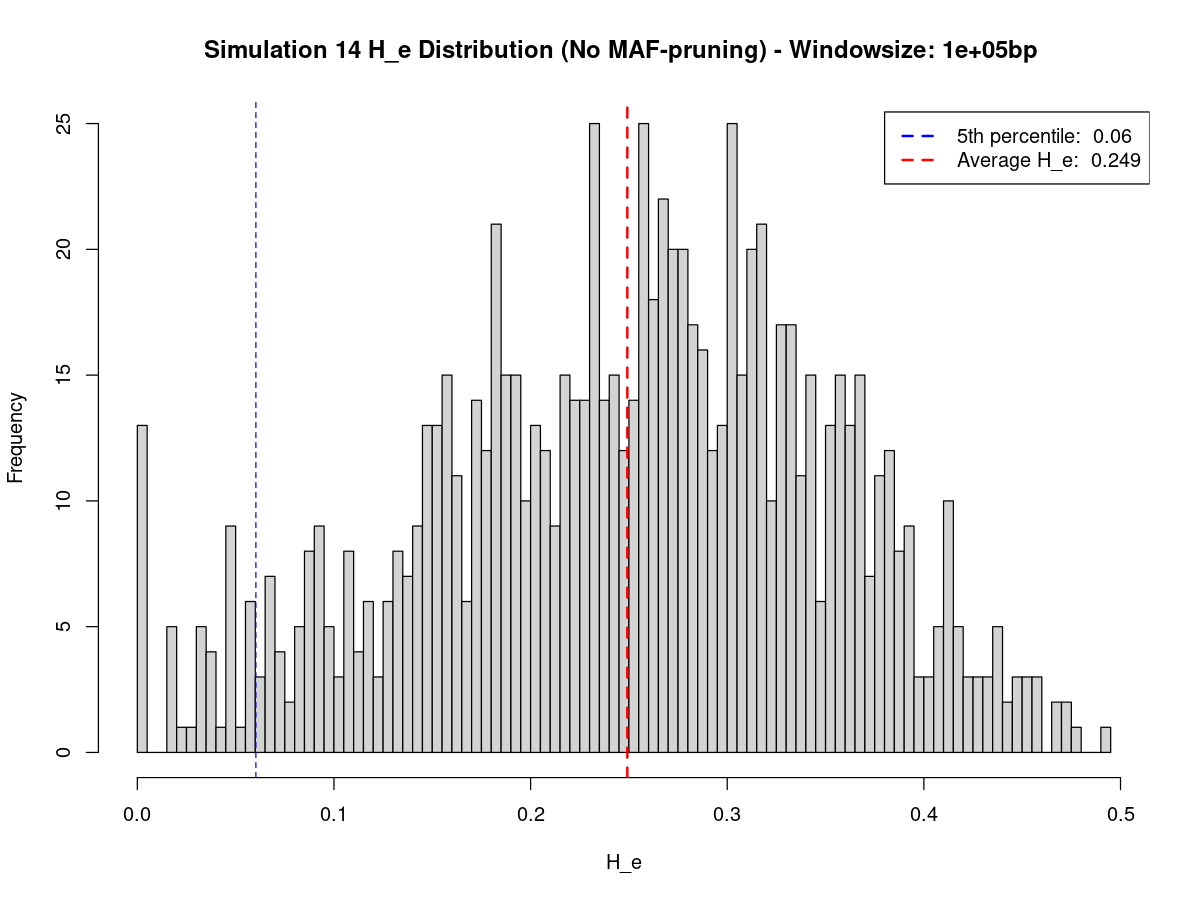 Simulation 14 H_e Distribution (No MAF-pruning) - Windowsize: 1e+05bp
5th percentile: 0.06
Average H_e: 0.249
Frequency
25
20
15
10
5
0
0.0 0.1 0.2 0.3 0.4 0.5
H_e